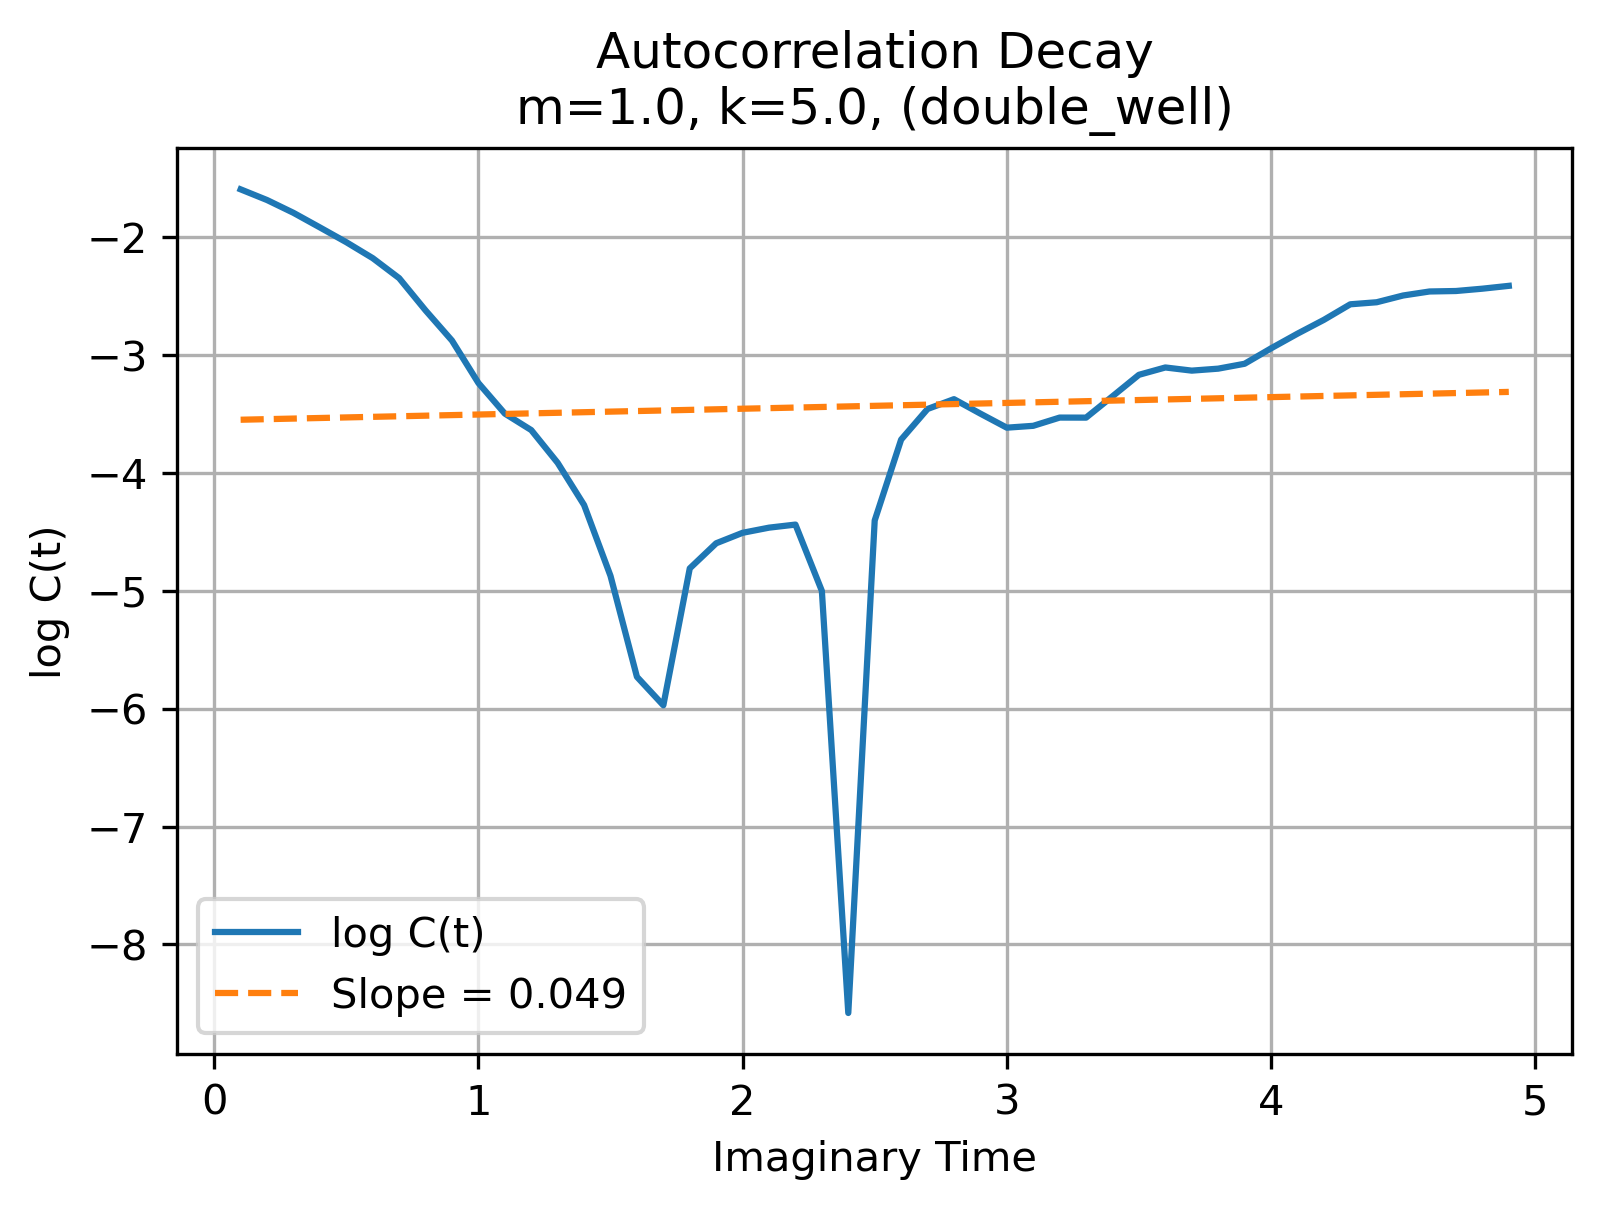 Autocorrelation Decay
m=1.0, k=5.0, (double_well)
log C(t)
−2
−3
−4
−5
−6
−7
−8
log C(t)
Slope = 0.049
0 1 2 3 4 5
Imaginary Time